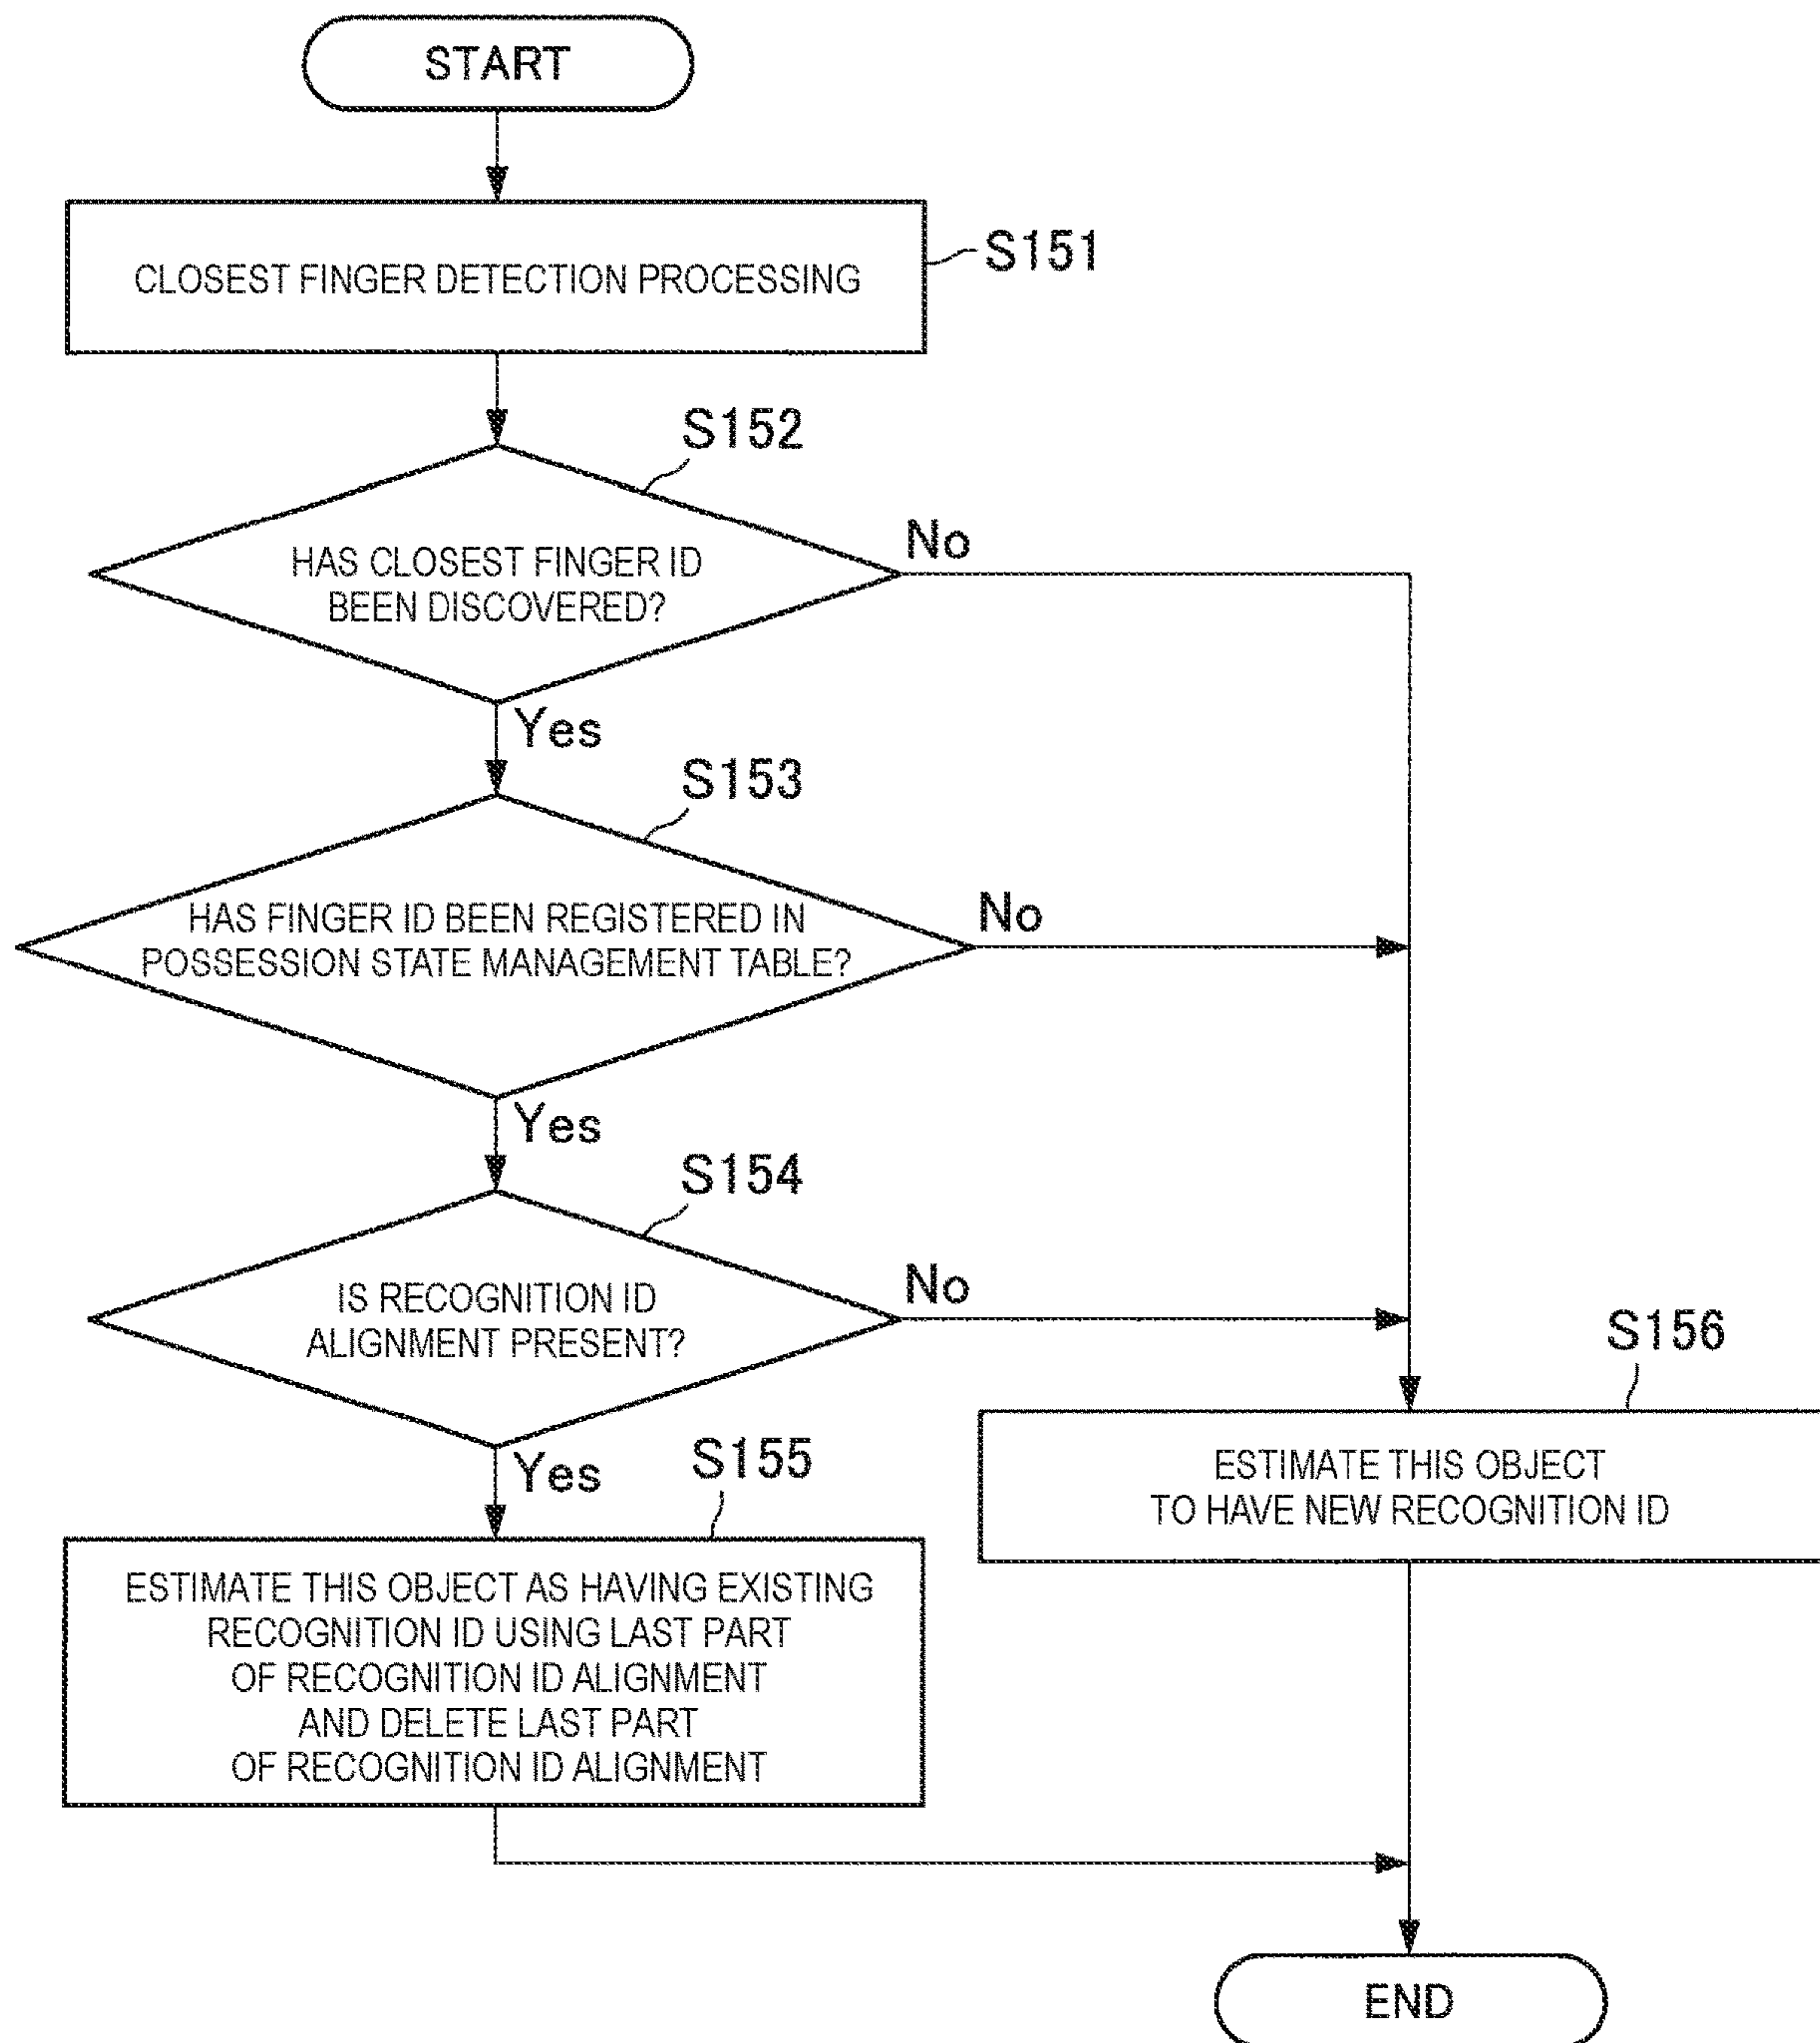 START
CLOSEST FINGER DETECTION PROCESSING
S151
S152
HAS CLOSEST FINGER ID
BEEN DISCOVERED?
No
Yes
S153
HAS FINGER ID BEEN REGISTERED IN
POSSESSION STATE MANAGEMENT TABLE?
No
Yes
S154
IS RECOGNITION ID
ALIGNMENT PRESENT?
No
Yes
S155
ESTIMATE THIS OBJECT AS HAVING EXISTING
RECOGNITION ID USING LAST PART
OF RECOGNITION ID ALIGNMENT
AND DELETE LAST PART
OF RECOGNITION ID ALIGNMENT
S156
ESTIMATE THIS OBJECT
TO HAVE NEW RECOGNITION ID
END